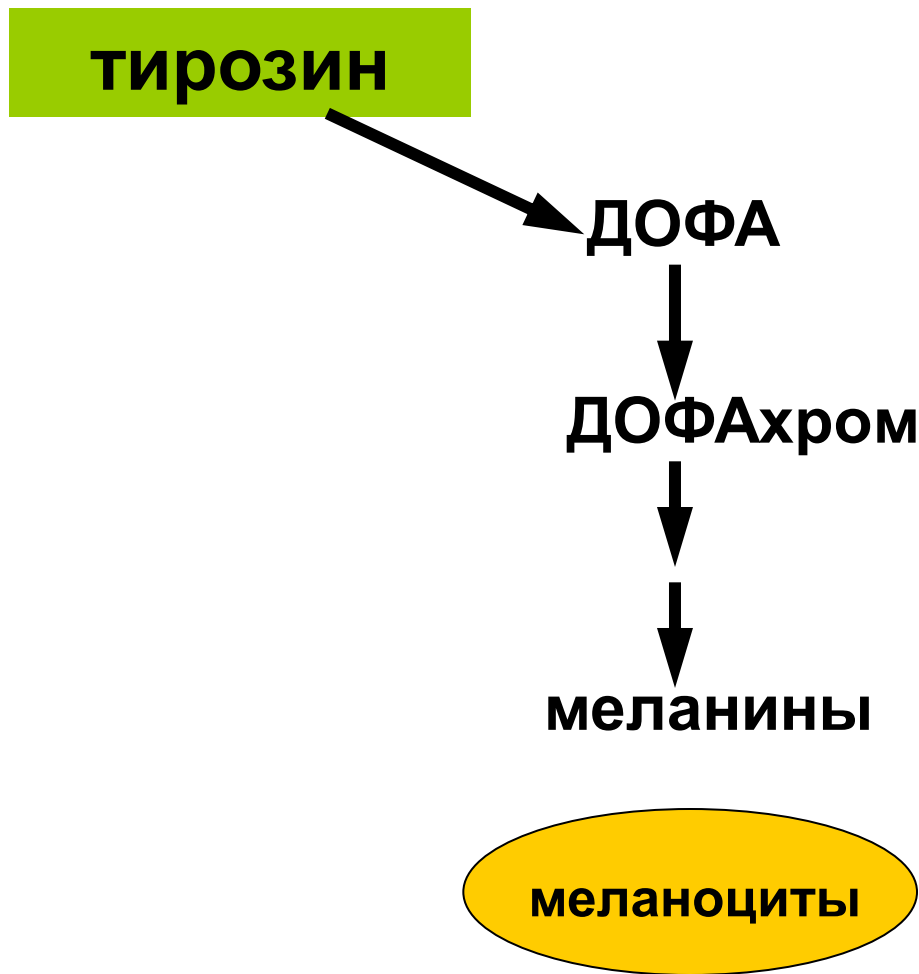 тирозин
ДОФА
ДОФАхром
меланины
меланоциты